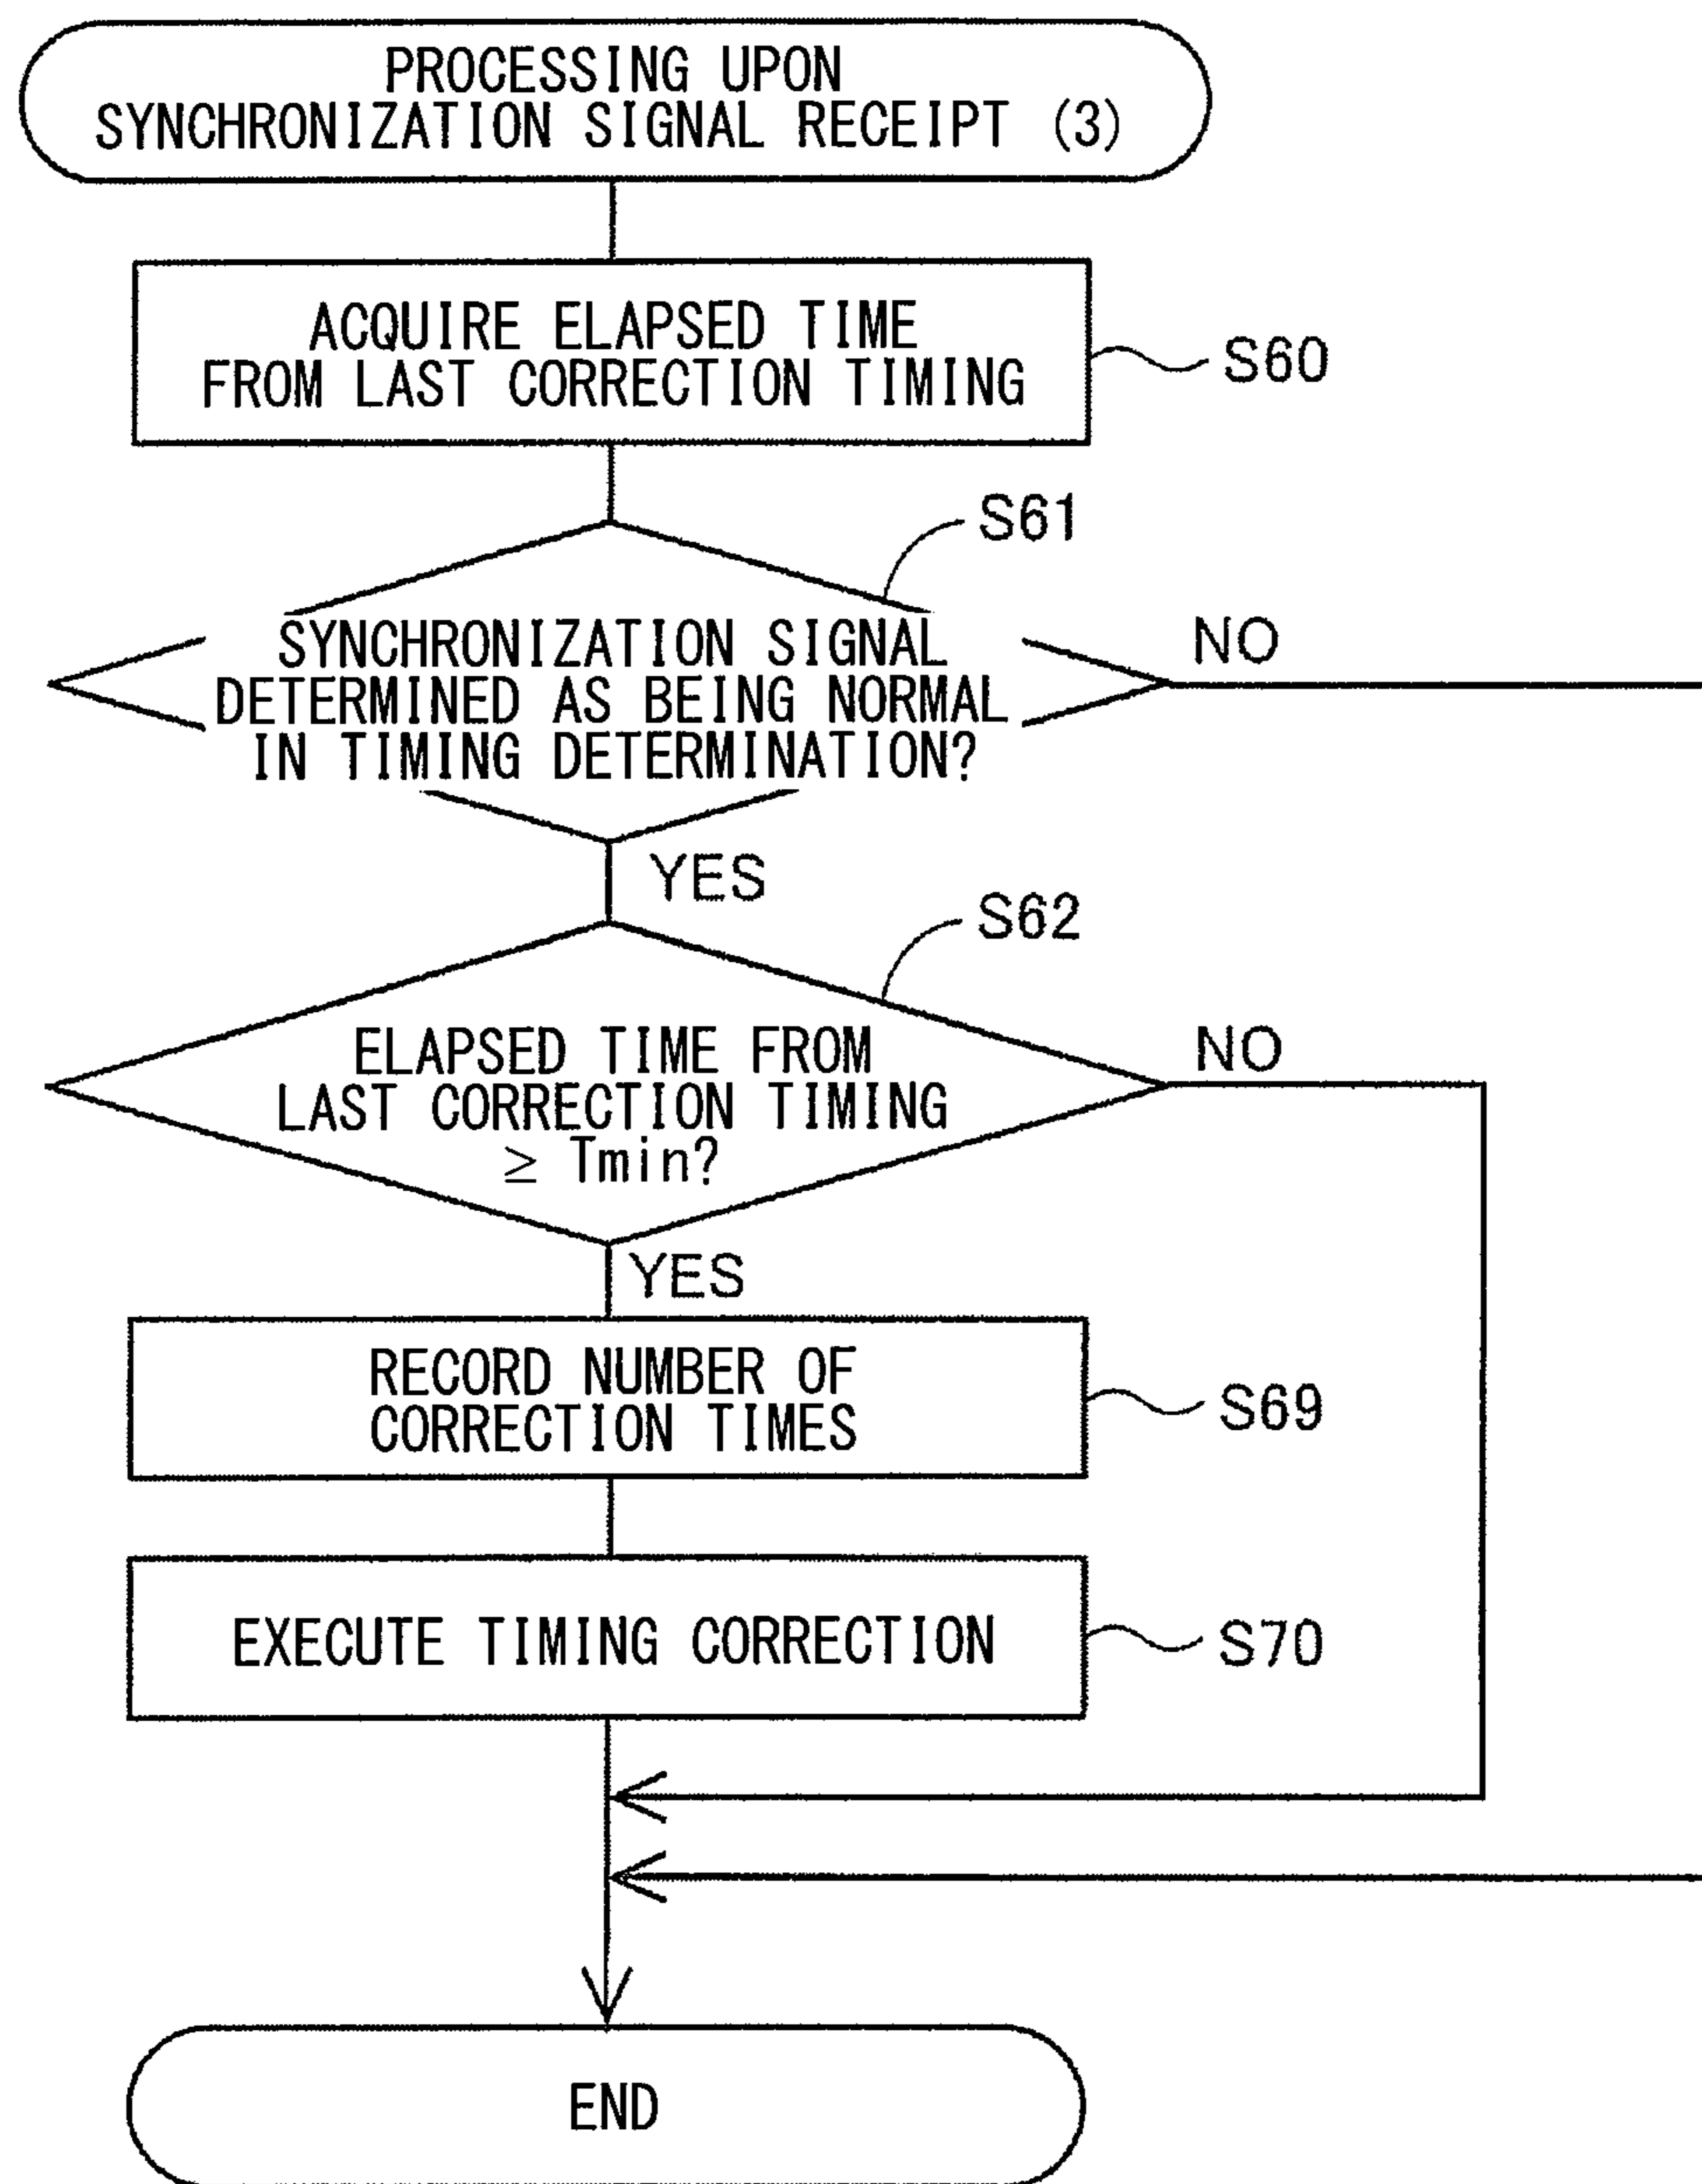 PROCESSING UPON
SYNCHRONIZATION SIGNAL RECEIPT (3)
ACQUIRE ELAPSED TIME
FROM LAST CORRECTION TIMING
S60
S61
SYNCHRONIZATION SIGNAL
DETERMINED AS BEING NORMAL
IN TIMING DETERMINATION?
NO
YES
S62
ELAPSED TIME FROM
LAST CORRECTION TIMING
≥ Tmin?
NO
YES
RECORD NUMBER OF
CORRECTION TIMES
S69
EXECUTE TIMING CORRECTION
S70
END